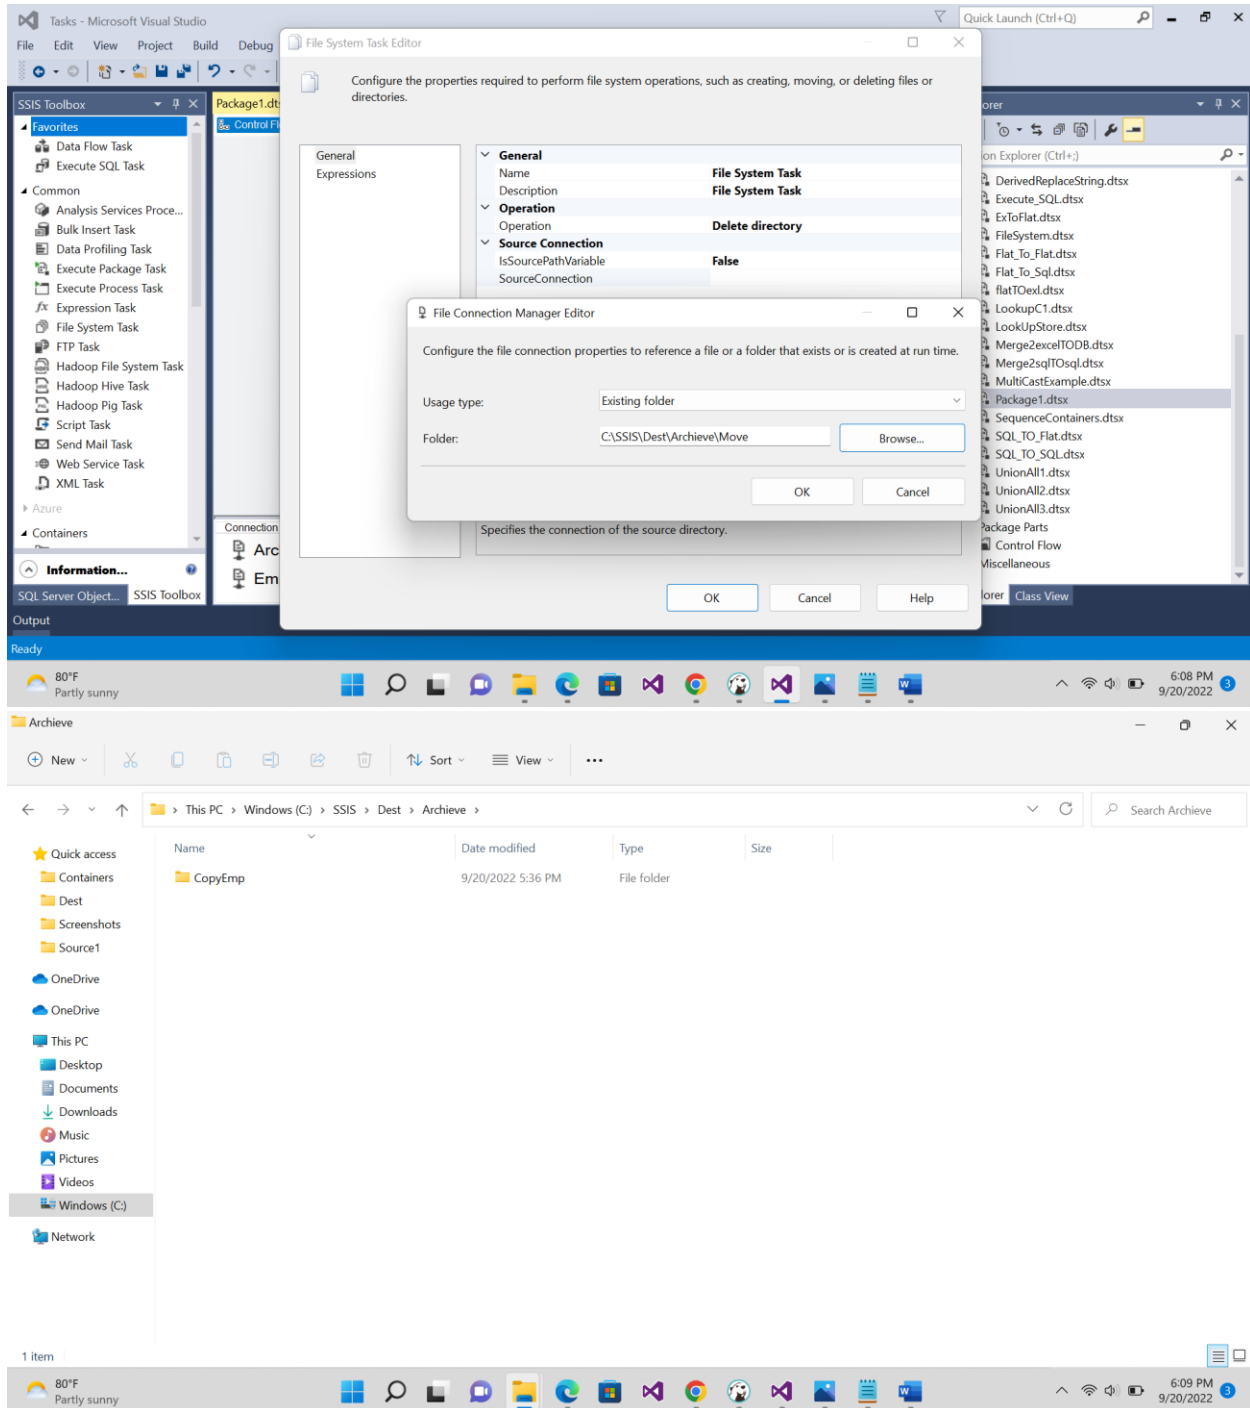 Tasks - Microsoft Visual Studio
Quick Launch (Ctrl+Q)
File Edit View Project Build Debug
File System Task Editor
Configure the properties required to perform file system operations, such as creating, moving, or deleting files or
directories.
SSIS Toolbox
Favorites
Data Flow Task
Execute SQL Task
Common
Analysis Services Proce...
Bulk Insert Task
Data Profiling Task
Execute Package Task
Execute Process Task
Expression Task
File System Task
FTP Task
Hadoop File System Task
Hadoop Hive Task
Hadoop Pig Task
Script Task
Send Mail Task
Web Service Task
XML Task
Azure
Containers
Information...
SQL Server Object... SSIS Toolbox
Output
Ready
Package1.dt
Control Fl
Connection
Arc
Em
General
Expressions
General
Name File System Task
Description File System Task
Operation
Operation Delete directory
Source Connection
IsSourcePathVariable False
SourceConnection
File Connection Manager Editor
Configure the file connection properties to reference a file or a folder that exists or is created at run time.
Usage type: Existing folder
Folder: C:\SSIS\Dest\Archieve\Move Browse...
OK Cancel
Specifies the connection of the source directory.
OK Cancel Help
orer
on Explorer (Ctrl+;)
DerivedReplaceString.dtsx
Execute_SQL.dtsx
ExToFlat.dtsx
FileSystem.dtsx
Flat_To_Flat.dtsx
Flat_To_Sql.dtsx
flatTOexl.dtsx
LookupC1.dtsx
LookUpStore.dtsx
Merge2excelTODB.dtsx
Merge2sqlTOsql.dtsx
MultiCastExample.dtsx
Package1.dtsx
SequenceContainers.dtsx
SQL_TO_Flat.dtsx
SQL_TO_SQL.dtsx
UnionAll1.dtsx
UnionAll2.dtsx
UnionAll3.dtsx
Package Parts
Control Flow
Miscellaneous
lorer Class View
80°F
Partly sunny
6:08 PM
9/20/2022
3
Archieve
New Sort View
This PC > Windows (C:) > SSIS > Dest > Archieve >
Search Archieve
Name Date modified Type Size
CopyEmp 9/20/2022 5:36 PM File folder
Quick access
Containers
Dest
Screenshots
Source1
OneDrive
OneDrive
This PC
Desktop
Documents
Downloads
Music
Pictures
Videos
Windows (C:)
Network
1 item
80°F
Partly sunny
6:09 PM
9/20/2022
3